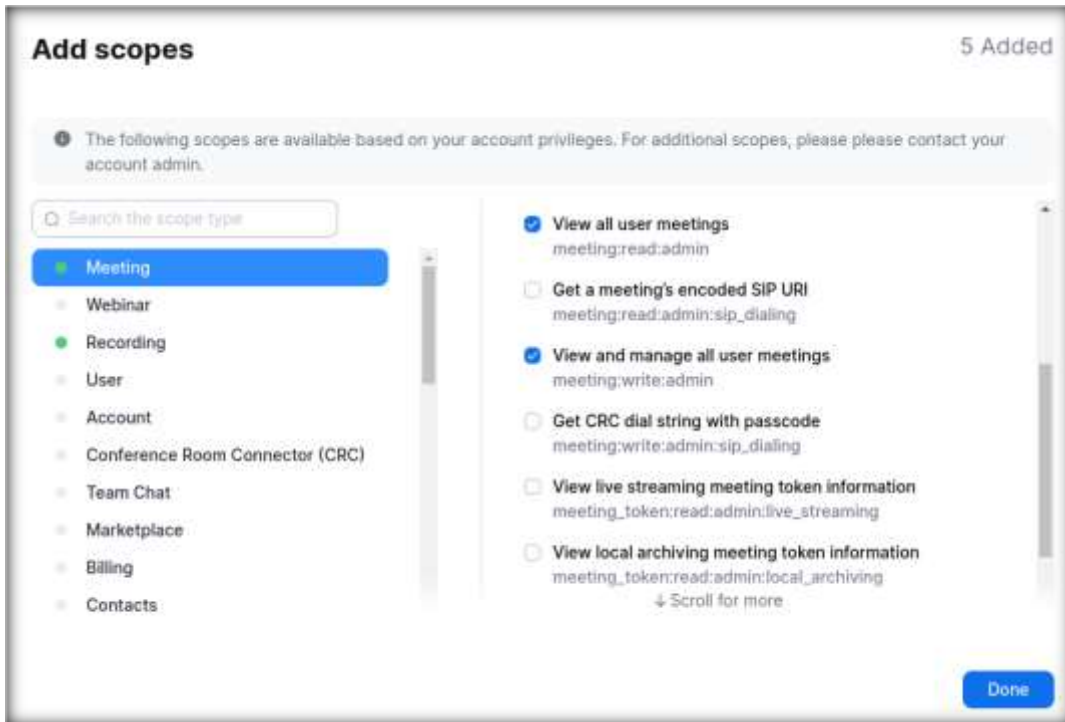 Add scopes
5 Added
The following scopes are available based on your account privileges. For additional scopes, please please contact your
account admin.
Search the scope type
Meeting
Webinar
Recording
User
Account
Conference Room Connector (CRC)
Team Chat
Marketplace
Billing
Contacts
View all user meetings
meeting:read:admin
Get a meeting's encoded SIP URI
meeting:read:admin:sip_dialing
View and manage all user meetings
meeting:write:admin
Get CRC dial string with passcode
meeting:write:admin:sip_dialing
View live streaming meeting token information
meeting_token:read:admin:live_streaming
View local archiving meeting token information
meeting_token:read:admin:local_archiving
↓ Scroll for more
Done